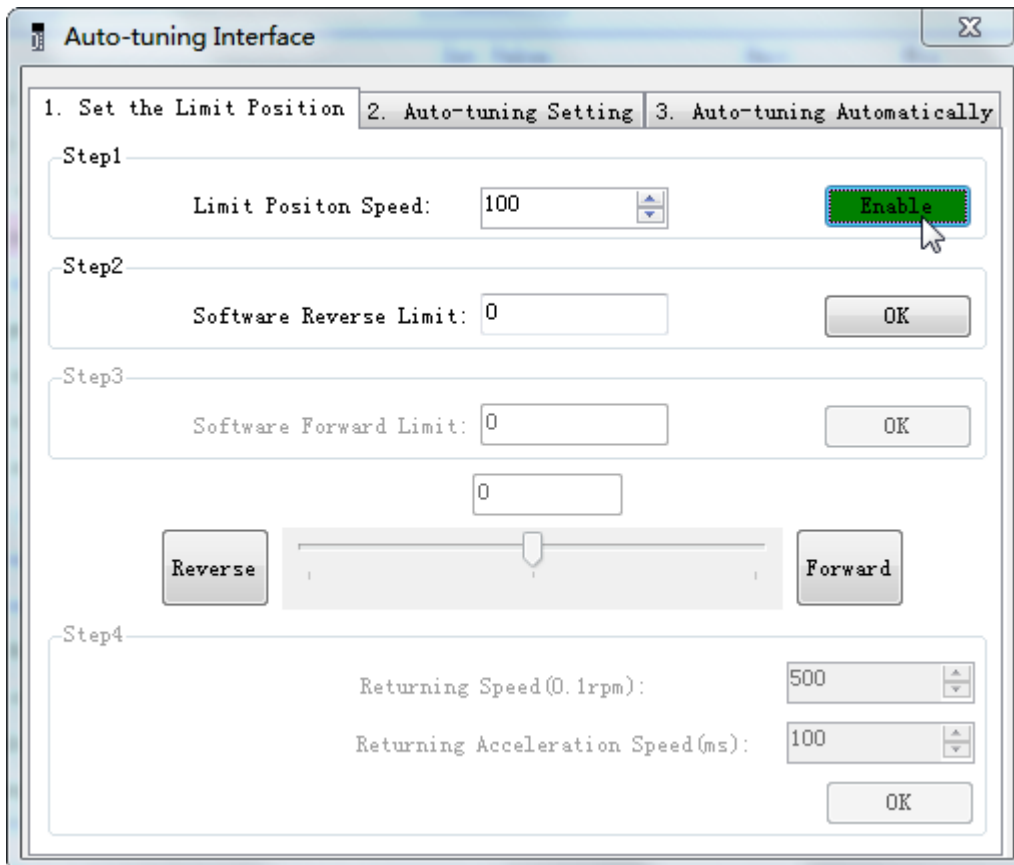 Auto-tuning Interface
1. Set the Limit Position 2. Auto-tuning Setting 3. Auto-tuning Automatically
Step1
Limit Positon Speed: 100 Enable
Step2
Software Reverse Limit: 0 OK
Step3
Software Forward Limit: 0 OK
0
Reverse Forward
Step4
Returning Speed(0.1rpm): 500
Returning Acceleration Speed(ms): 100
OK